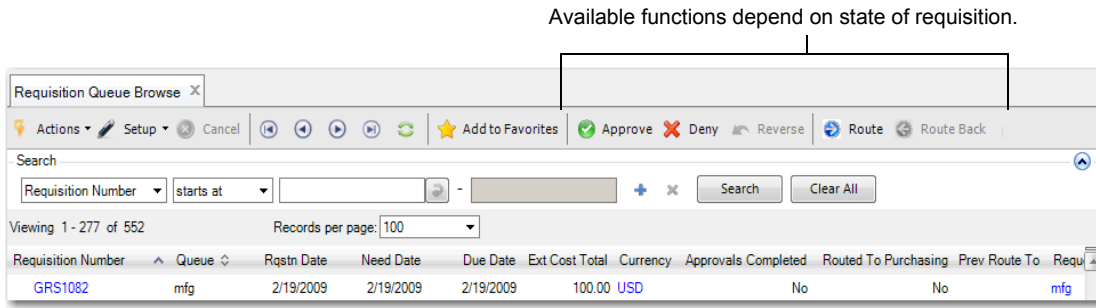 Available functions depend on state of requisition.
Requisition Queue Browse
Actions Setup Cancel Add to Favorites Approve Deny Reverse Route Route Back
Search
Requisition Number starts at - Search Clear All
Viewing 1 - 277 of 552 Records per page: 100
Requisition Number Queue Rqstn Date Need Date Due Date Ext Cost Total Currency Approvals Completed Routed To Purchasing Prev Route To Reque
GRS1082 mfg 2/19/2009 2/19/2009 2/19/2009 100.00 USD No No mfg